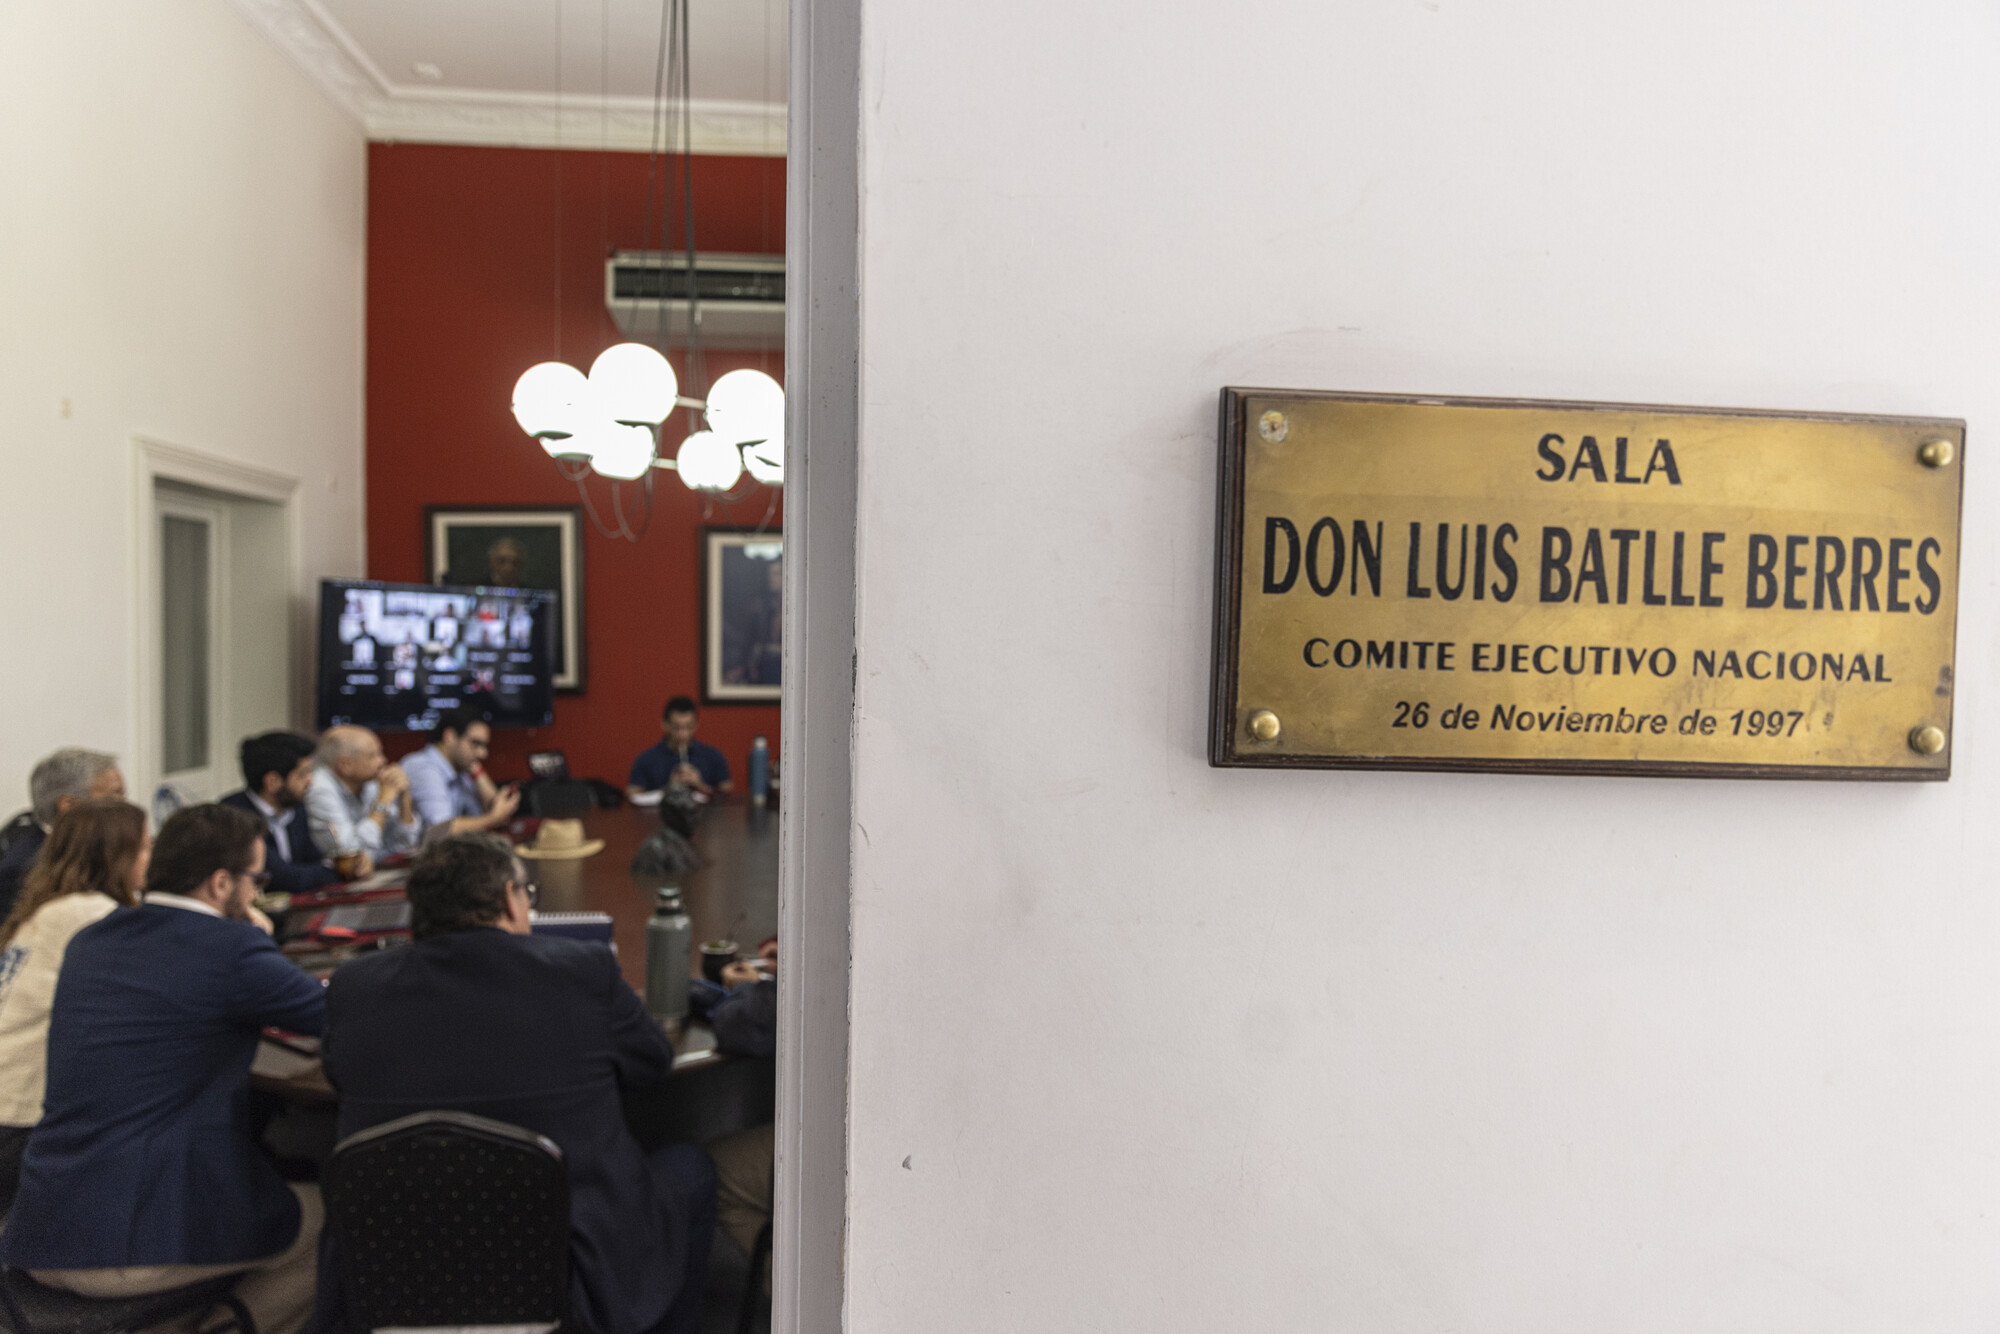 SALA
DON LUIS BATLLE BERRES
COMITE EJECUTIVO NACIONAL
26 de Noviembre de 1997